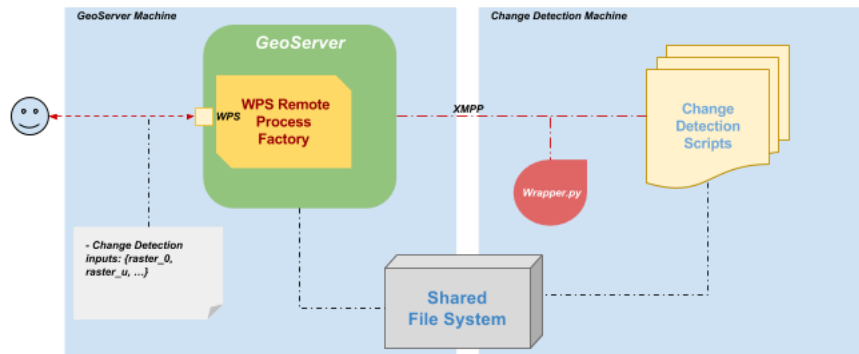 GeoServer Machine
Change Detection Machine
GeoServer
WPS
WPS Remote
Process
Factory
XMPP
Change
Detection
Scripts
Wrapper.py
- Change Detection
inputs: {raster_0,
raster_u, ...}
Shared
File System